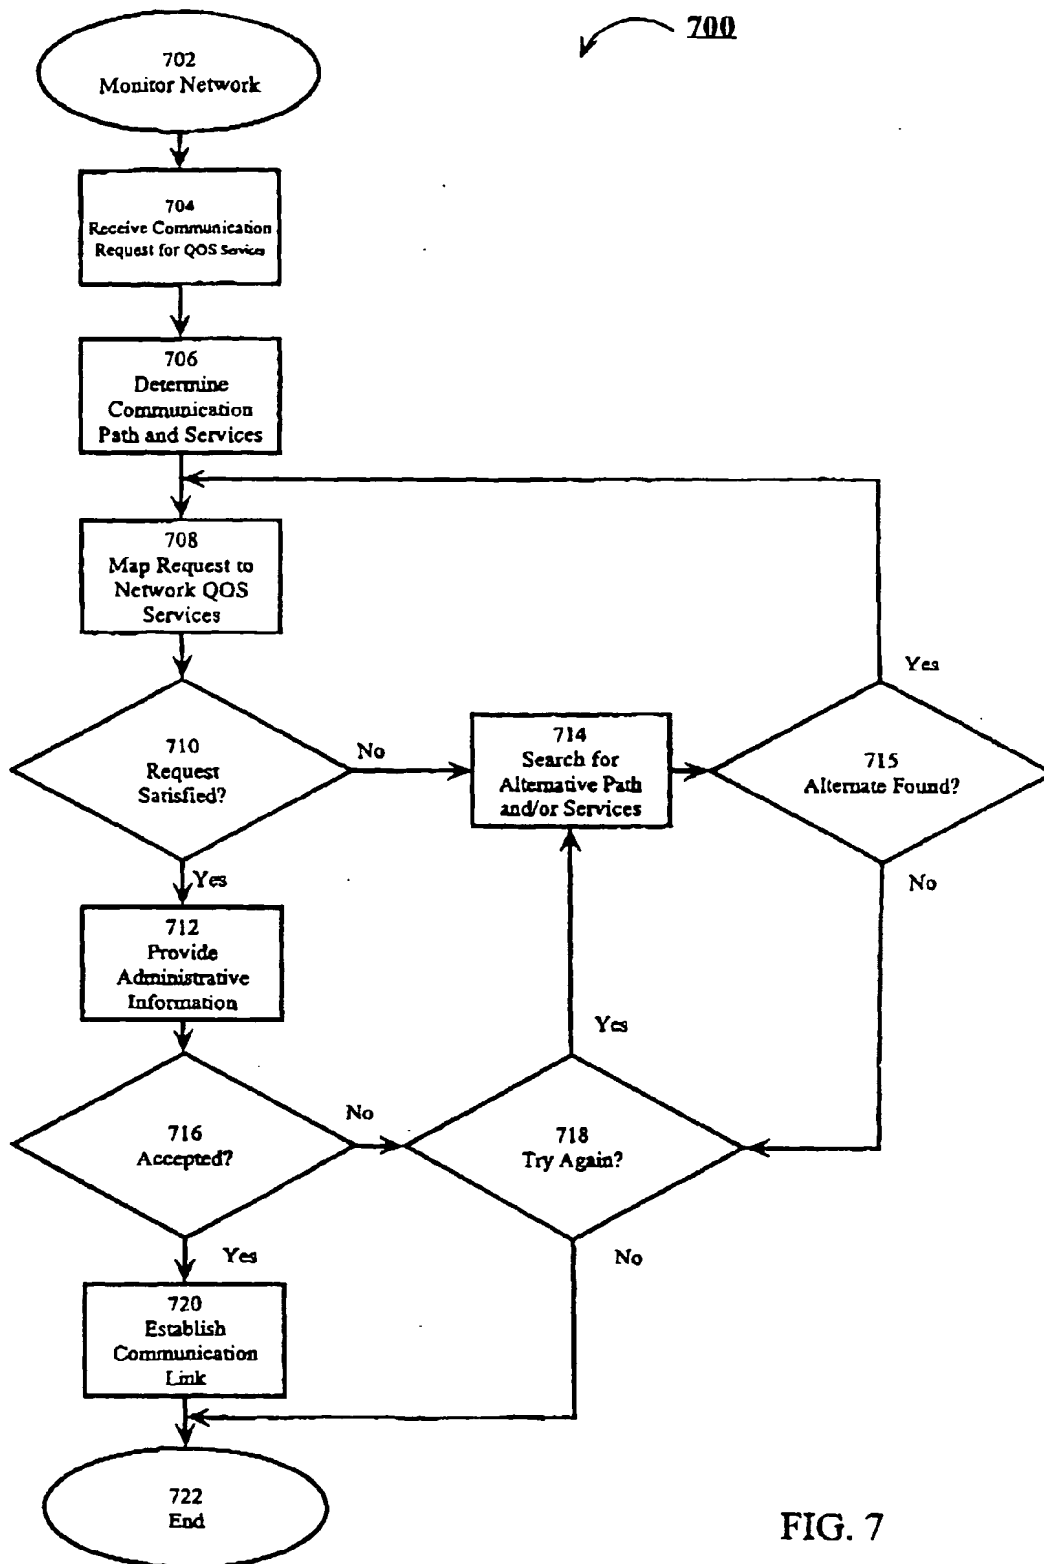 700
702
Monitor Network
704
Receive Communication
Request for QOS Services
706
Determine
Communication
Path and Services
708
Map Request to
Network QOS
Services
Yes
710
Request
Satisfied?
No
714
Search for
Alternative Path
and/or Services
715
Alternate Found?
Yes
No
712
Provide
Administrative
Information
Yes
716
Accepted?
No
718
Try Again?
Yes
No
720
Establish
Communication
Link
722
End
FIG. 7